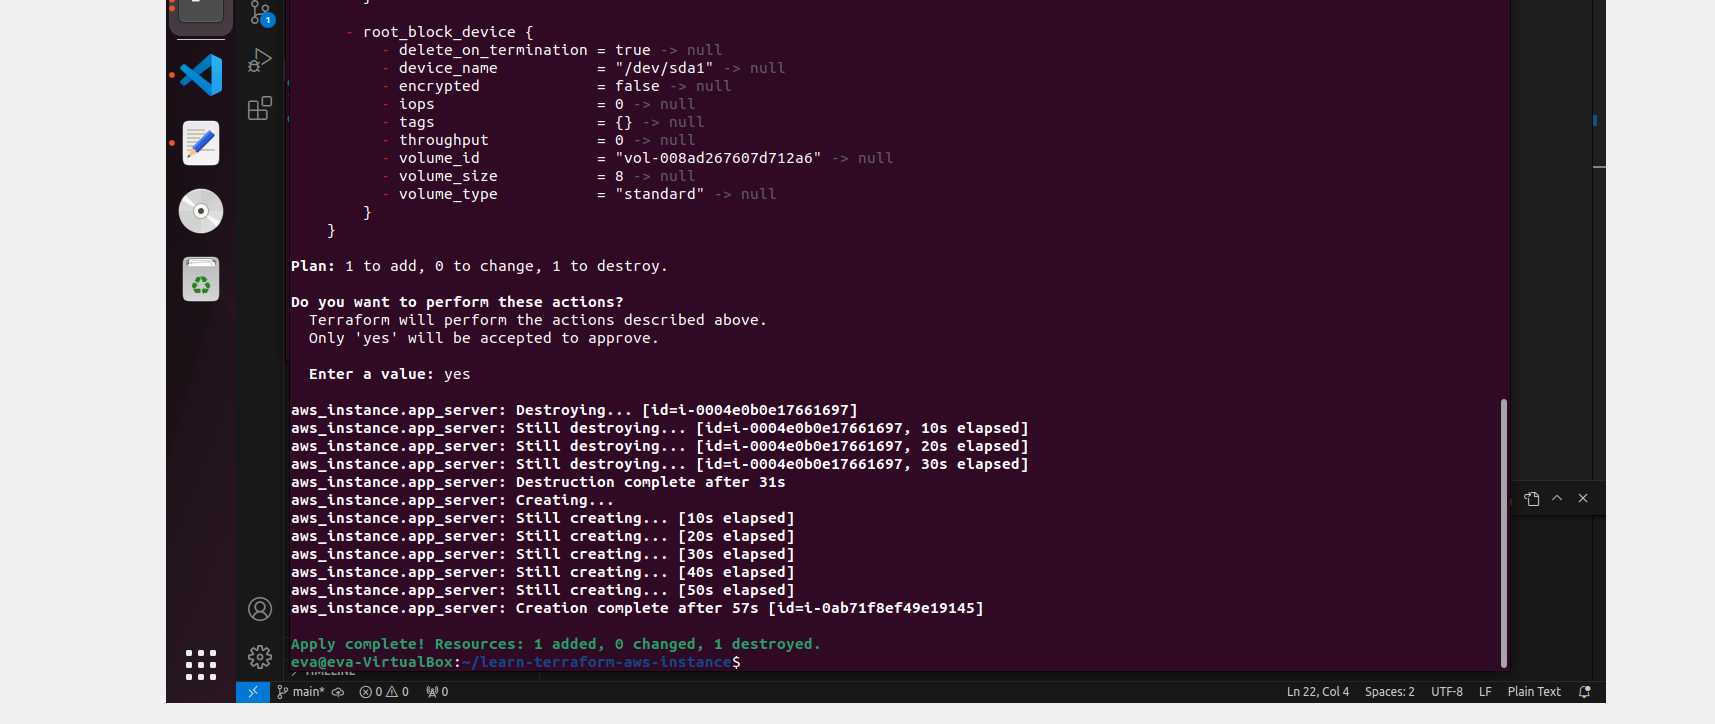 }
- root_block_device {
- delete_on_termination = true -> null
- device_name = "/dev/sda1" -> null
- encrypted = false -> null
- iops = 0 -> null
- tags = {} -> null
- throughput = 0 -> null
- volume_id = "vol-008ad267607d712a6" -> null
- volume_size = 8 -> null
- volume_type = "standard" -> null
}
}
Plan: 1 to add, 0 to change, 1 to destroy.
Do you want to perform these actions?
Terraform will perform the actions described above.
Only 'yes' will be accepted to approve.
Enter a value: yes
aws_instance.app_server: Destroying... [id=i-0004e0b0e17661697]
aws_instance.app_server: Still destroying... [id=i-0004e0b0e17661697, 10s elapsed]
aws_instance.app_server: Still destroying... [id=i-0004e0b0e17661697, 20s elapsed]
aws_instance.app_server: Still destroying... [id=i-0004e0b0e17661697, 30s elapsed]
aws_instance.app_server: Destruction complete after 31s
aws_instance.app_server: Creating...
aws_instance.app_server: Still creating... [10s elapsed]
aws_instance.app_server: Still creating... [20s elapsed]
aws_instance.app_server: Still creating... [30s elapsed]
aws_instance.app_server: Still creating... [40s elapsed]
aws_instance.app_server: Still creating... [50s elapsed]
aws_instance.app_server: Creation complete after 57s [id=i-0ab71f8ef49e19145]
Apply complete! Resources: 1 added, 0 changed, 1 destroyed.
eva@eva-VirtualBox:~/learn-terraform-aws-instance$
TIMELINE
1
main* 0 0 0 Ln 22, Col 4 Spaces: 2 UTF-8 LF Plain Text